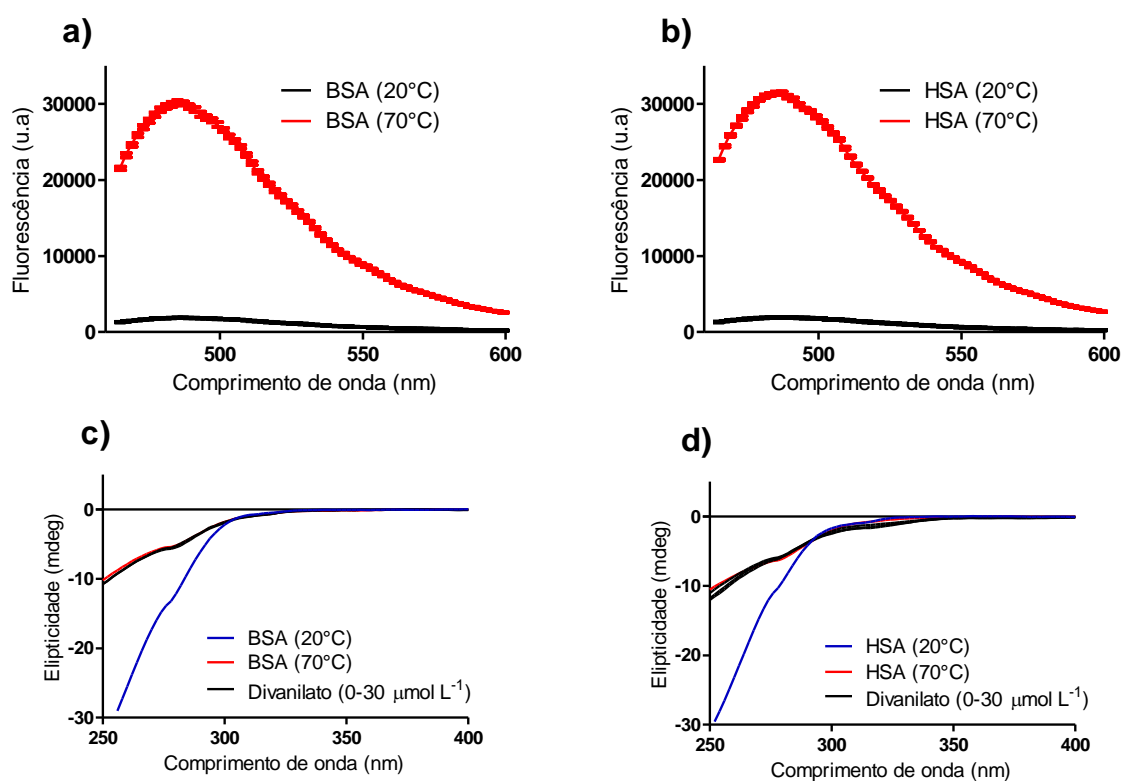 a)
BSA (20°C)
BSA (70°C)
Fluorescência (u.a)
30000
20000
10000
0
500
550
600
Comprimento de onda (nm)
b)
HSA (20°C)
HSA (70°C)
Fluorescência (u.a)
30000
20000
10000
0
500
550
600
Comprimento de onda (nm)
c)
Elipticidade (mdeg)
0
-10
-20
-30
BSA (20°C)
BSA (70°C)
Divanilato (0-30 μmol L⁻¹)
250
300
350
400
Comprimento de onda (nm)
d)
Elipticidade (mdeg)
0
-10
-20
-30
HSA (20°C)
HSA (70°C)
Divanilato (0-30 μmol L⁻¹)
250
300
350
400
Comprimento de onda (nm)